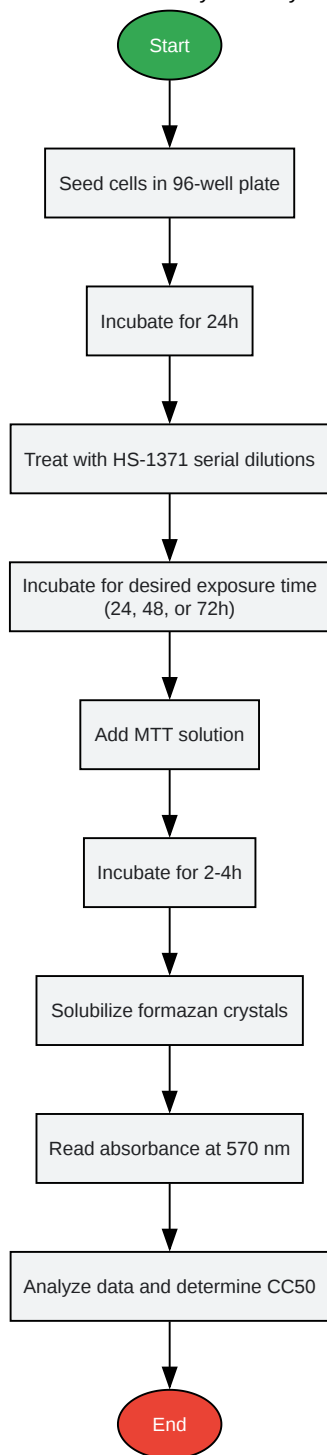 Start
Seed cells in 96-well plate
Incubate for 24h
Treat with HS-1371 serial dilutions
Incubate for desired exposure time
(24, 48, or 72h)
Add MTT solution
Incubate for 2-4h
Solubilize formazan crystals
Read absorbance at 570 nm
Analyze data and determine CC50
End